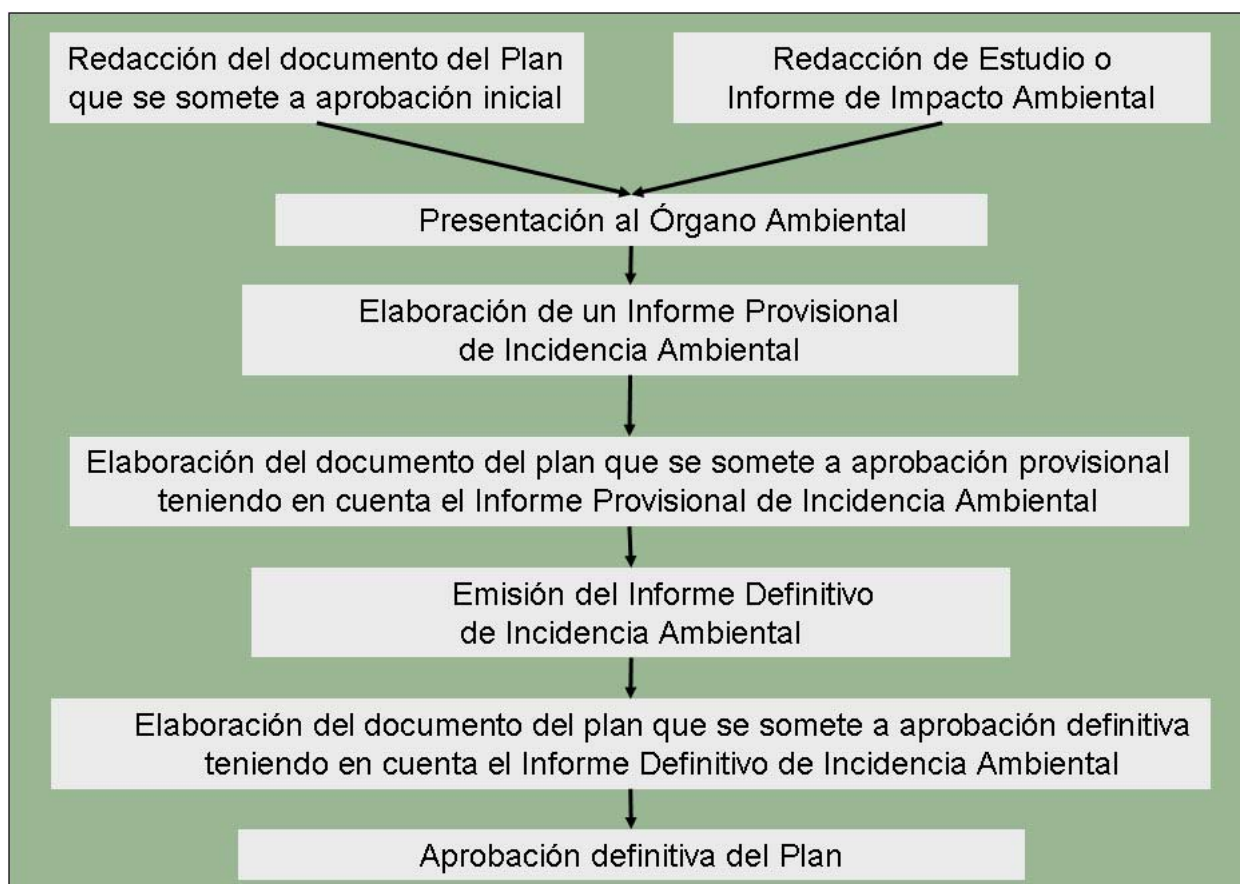 Redacción del documento del Plan
que se somete a aprobación inicial
Redacción de Estudio o
Informe de Impacto Ambiental
Presentación al Órgano Ambiental
Elaboración de un Informe Provisional
de Incidencia Ambiental
Elaboración del documento del plan que se somete a aprobación provisional
teniendo en cuenta el Informe Provisional de Incidencia Ambiental
Emisión del Informe Definitivo
de Incidencia Ambiental
Elaboración del documento del plan que se somete a aprobación definitiva
teniendo en cuenta el Informe Definitivo de Incidencia Ambiental
Aprobación definitiva del Plan